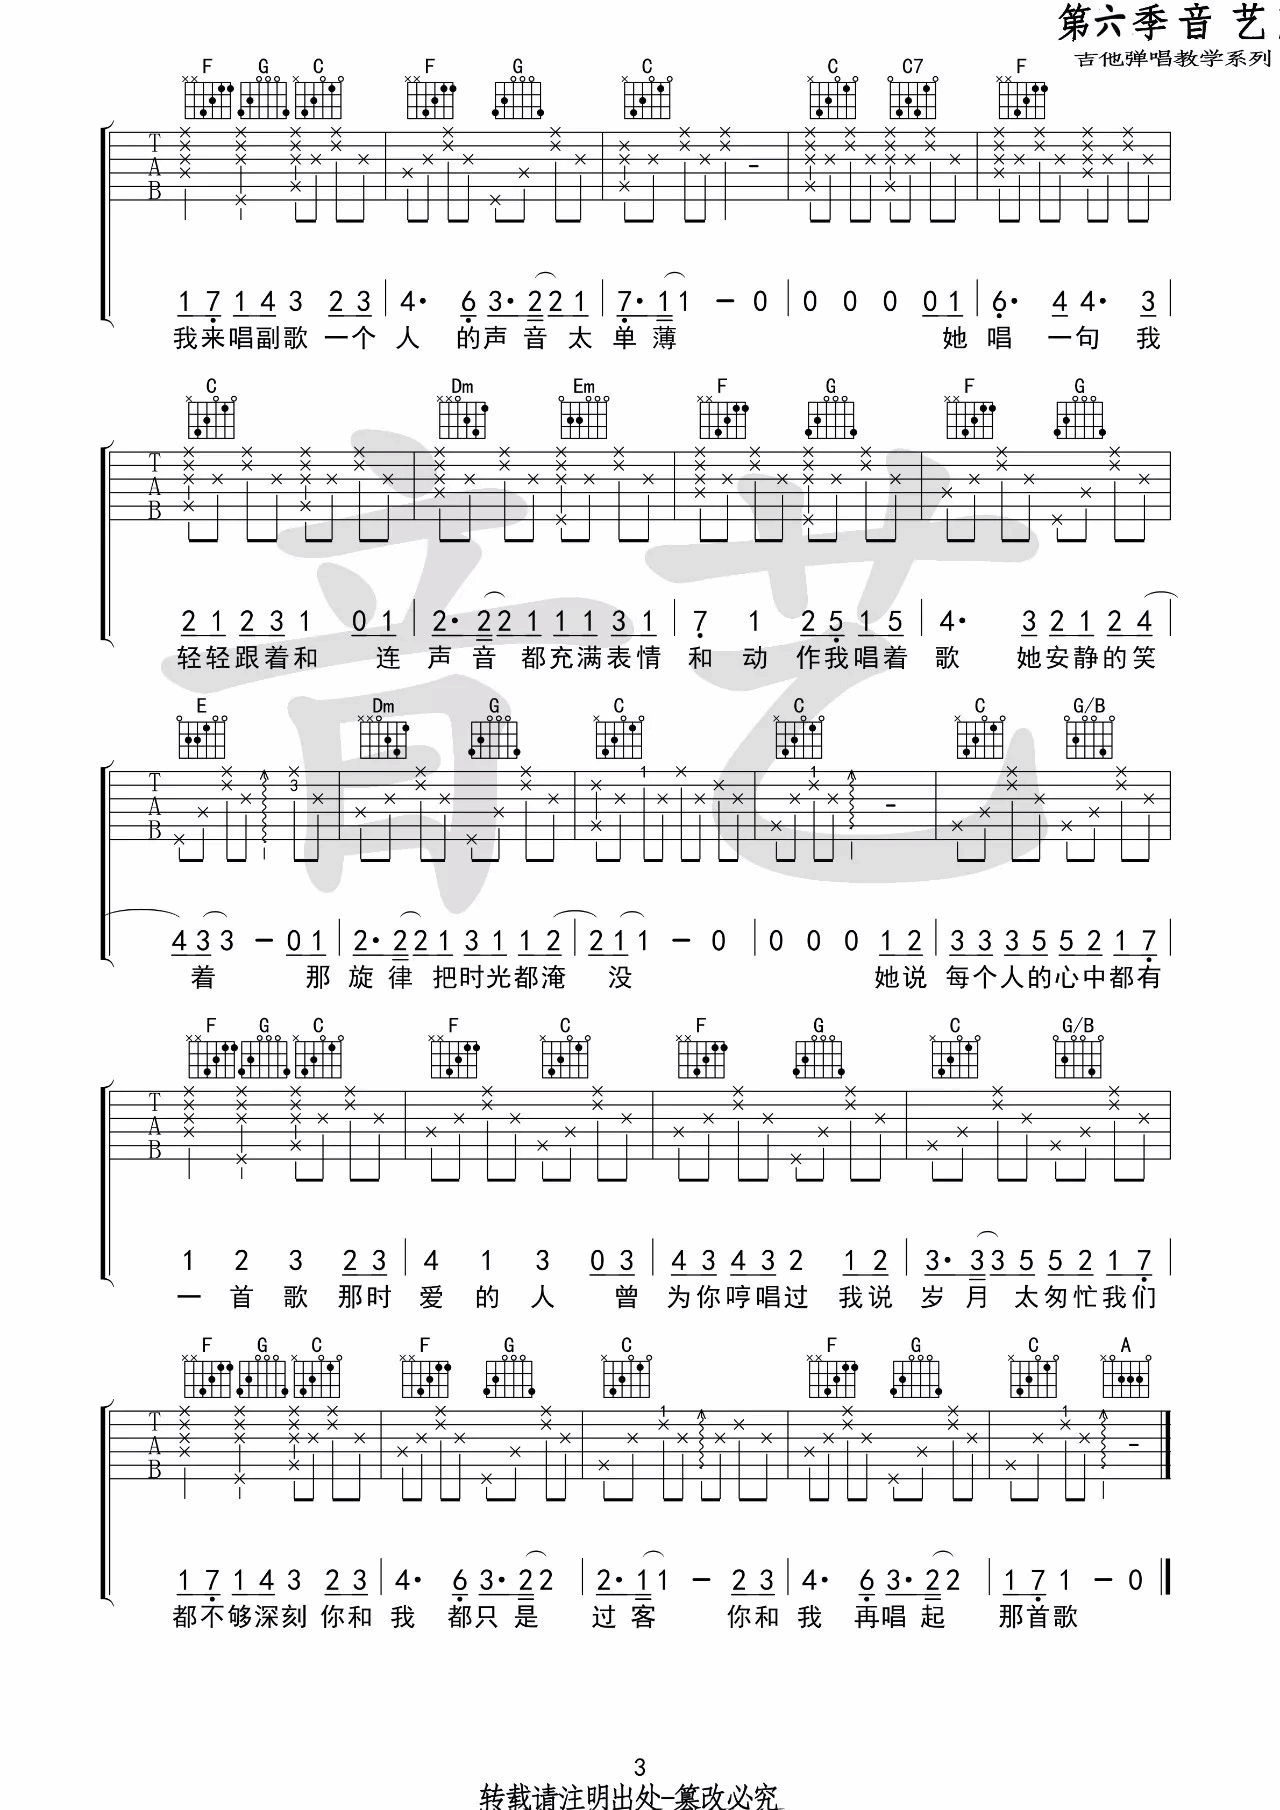 第六季音艺
吉他弹唱教学系列
F G C F G C C C7 F
T
A
B
1 7 1 4 3 2 3 4· 6 3· 2 2 1 7· 1 1 - 0 0 0 0 0 1 6· 4 4· 3
我来唱副歌一个人的声音太单薄 她唱一句我
C Dm Em F G F G
T
A
B
2 1 2 3 1 0 1 2· 2 2 1 1 1 3 1 7 1 2 5 1 5 4· 3 2 1 2 4
轻轻跟着和 连声音都充满表情和动作我唱着歌 她安静的笑
音艺
E Dm G C C C G/B
1 1
3
T
A
B
4 3 3 - 0 1 2· 2 2 1 3 1 1 2 2 1 1 - 0 0 0 0 1 2 3 3 3 5 5 2 1 7
着 那旋律把时光都淹没 她说每个人的心中都有
F G C F C F G C G/B
T
A
B
1 2 3 2 3 4 1 3 0 3 4 3 4 3 2 1 2 3· 3 3 5 5 2 1 7
一首歌那时爱的人 曾为你哼唱过我说岁月太匆忙我们
F G C F G C F G C A
1 1
T
A
B
1 7 1 4 3 2 3 4· 6 3· 2 2 2· 1 1 - 2 3 4· 6 3· 2 2 1 7 1 - 0
都不够深刻你和我都只是过客 你和我再唱起那首歌
3
转载请注明出处-篡改必究